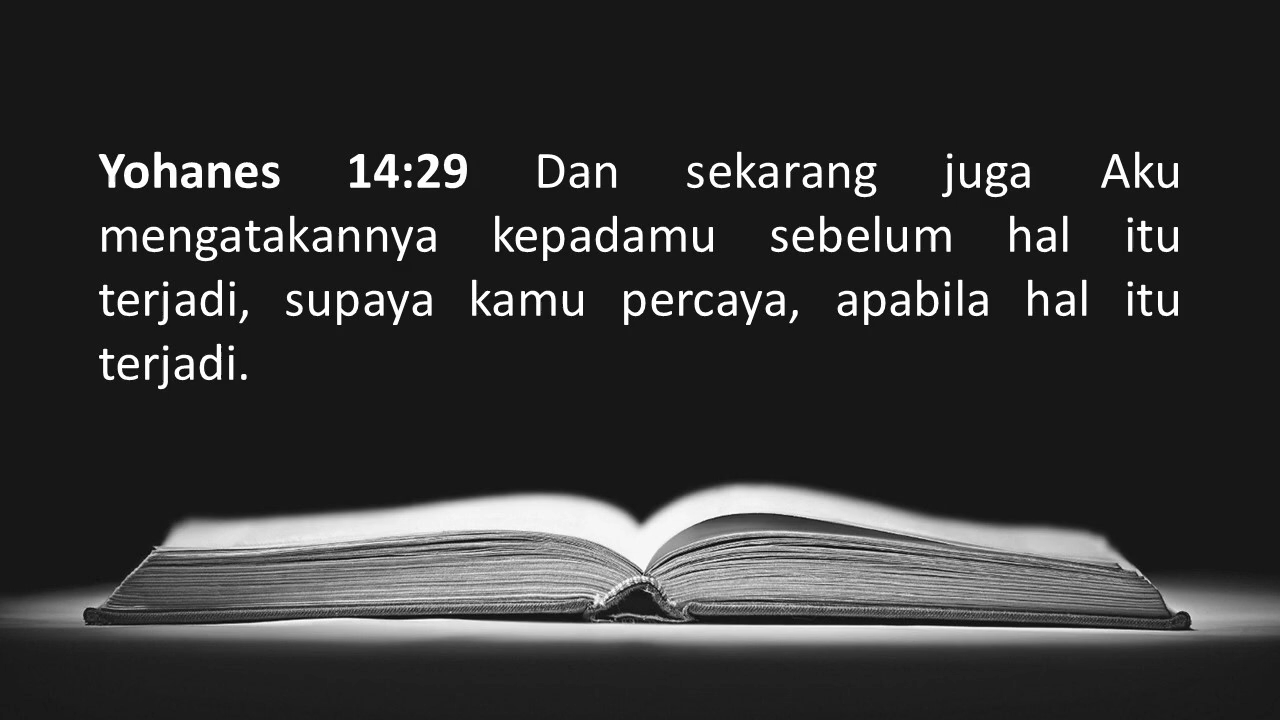 Yohanes 14:29 Dan sekarang juga Aku
mengatakannya kepadamu sebelum hal itu
terjadi, supaya kamu percaya, apabila hal itu
terjadi.